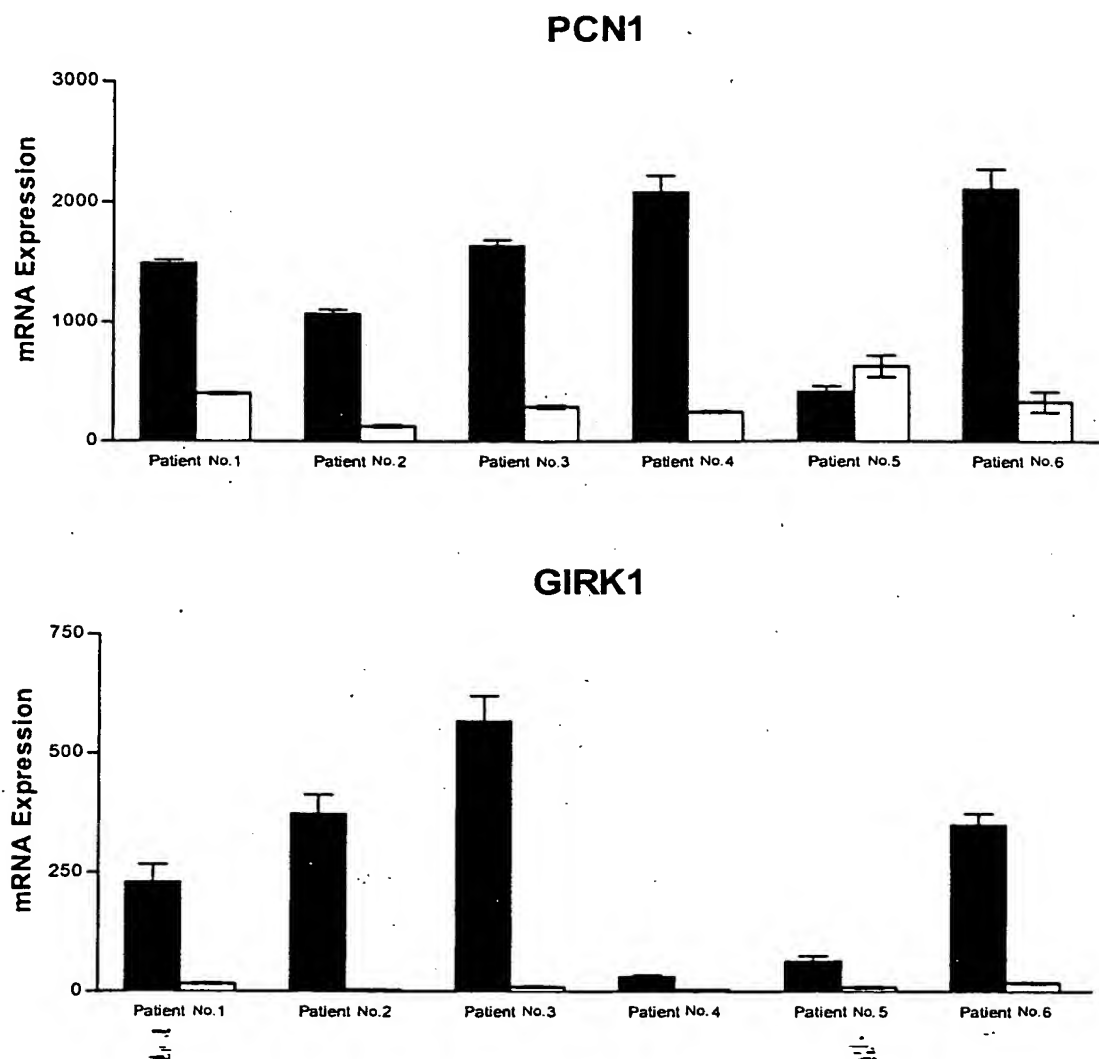 PCN1
3000
2000
1000
0
mRNA Expression
Patient No.1 Patient No.2 Patient No.3 Patient No.4 Patient No.5 Patient No.6
GIRK1
750
500
250
0
mRNA Expression
Patient No.1 Patient No.2 Patient No.3 Patient No.4 Patient No.5 Patient No.6